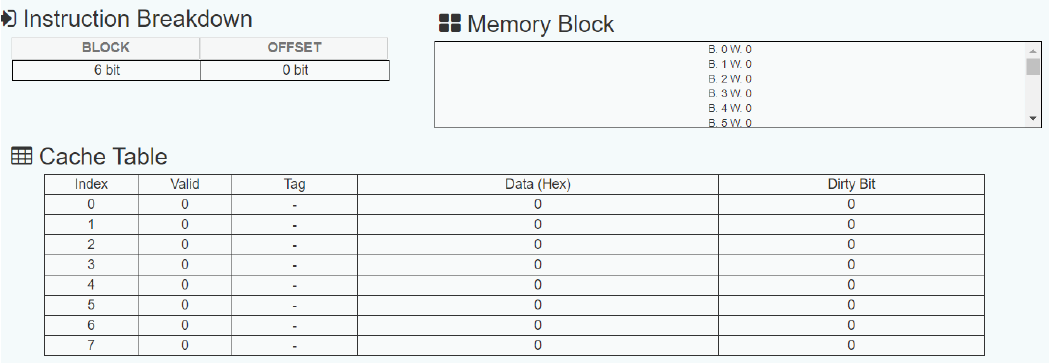 Instruction Breakdown
BLOCK OFFSET
6 bit 0 bit
Memory Block
B. 0 W. 0
B. 1 W. 0
B. 2 W. 0
B. 3 W. 0
B. 4 W. 0
B. 5 W. 0
Cache Table
Index Valid Tag Data (Hex) Dirty Bit
0 0 - 0 0
1 0 - 0 0
2 0 - 0 0
3 0 - 0 0
4 0 - 0 0
5 0 - 0 0
6 0 - 0 0
7 0 - 0 0